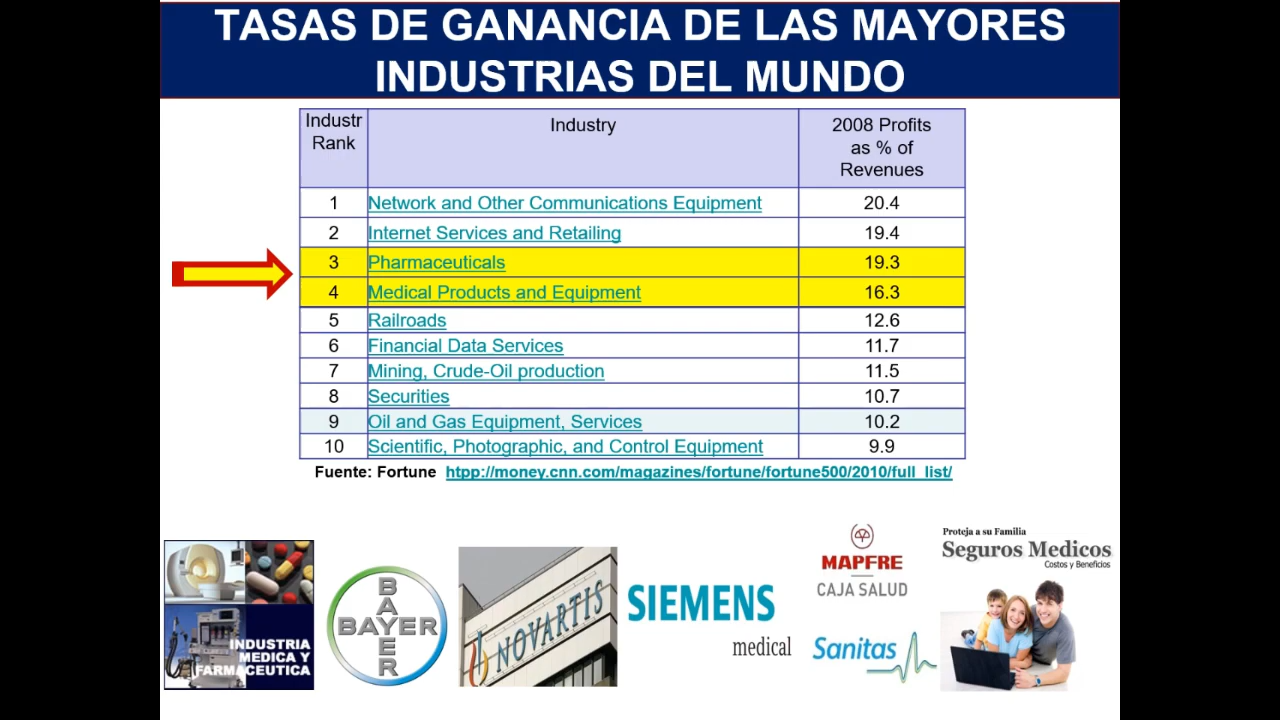 TASAS DE GANANCIA DE LAS MAYORES
INDUSTRIAS DEL MUNDO
Industr
Rank
Industry
2008 Profits
as % of
Revenues
1 Network and Other Communications Equipment 20.4
2 Internet Services and Retailing 19.4
3 Pharmaceuticals 19.3
4 Medical Products and Equipment 16.3
5 Railroads 12.6
6 Financial Data Services 11.7
7 Mining, Crude-Oil production 11.5
8 Securities 10.7
9 Oil and Gas Equipment, Services 10.2
10 Scientific, Photographic, and Control Equipment 9.9
Fuente: Fortune htpp://money.cnn.com/magazines/fortune/fortune500/2010/full_list/
INDUSTRIA
MEDICA Y
FARMACEUTICA
BAYER
BAYER
NOVARTIS
SIEMENS
medical
MAPFRE
CAJA SALUD
Sanitas
Proteja a su Familia
Seguros Medicos
Costos y Beneficios